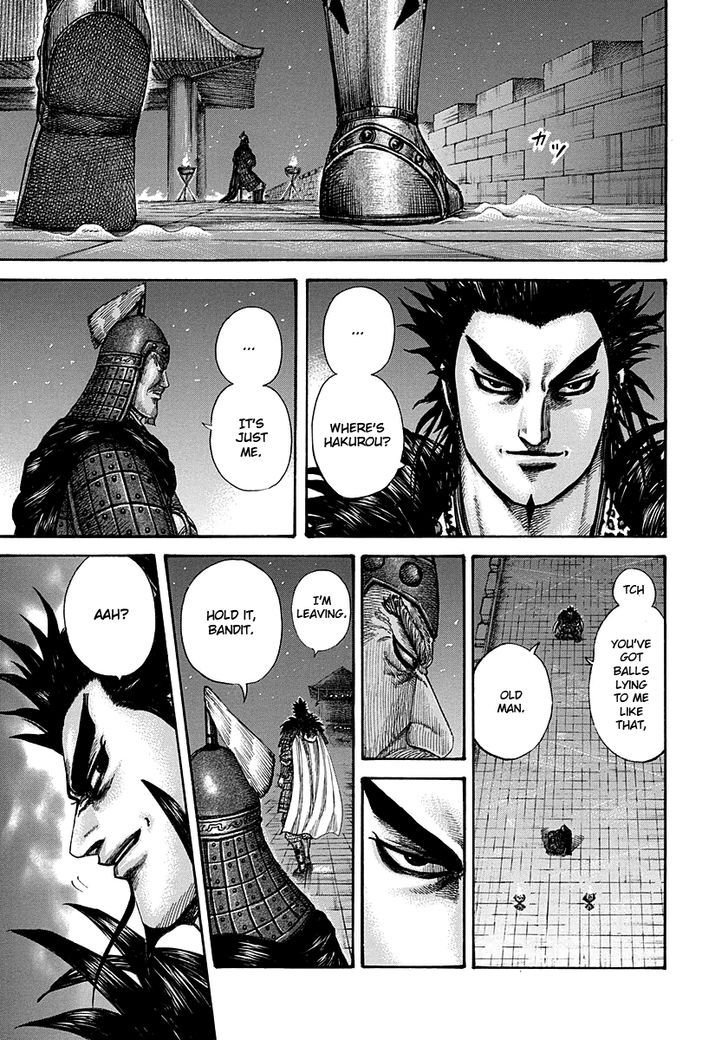 カッ
...
WHERE'S
HAKUROU?
...
IT'S
JUST
ME.
TCH
YOU'VE
GOT
BALLS
LYING
TO ME
LIKE
THAT,
OLD
MAN.
I'M
LEAVING.
HOLD IT,
BANDIT.
AAH?